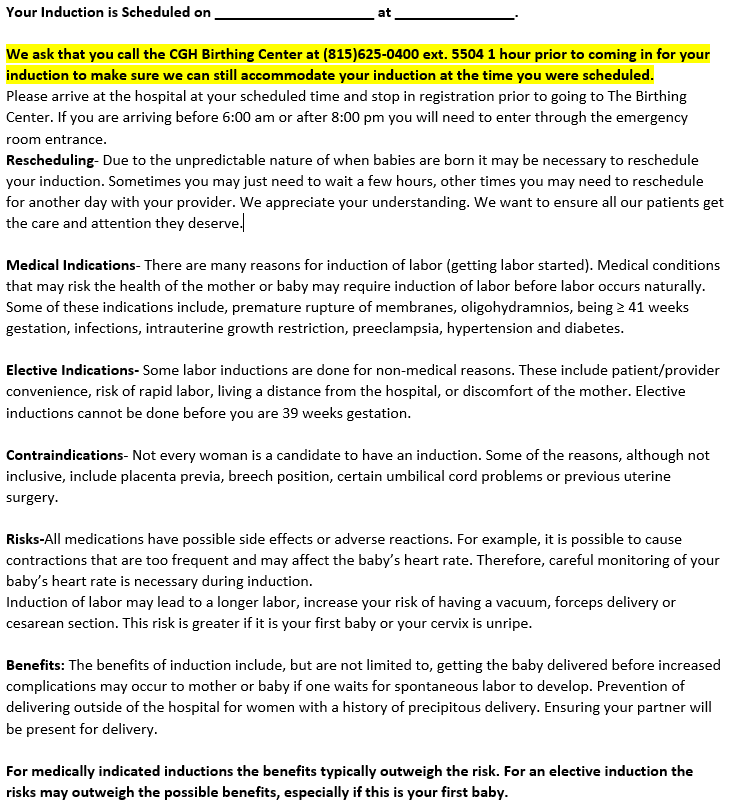 Your Induction is Scheduled on ______________________ at ________________.
We ask that you call the CGH Birthing Center at (815)625-0400 ext. 5504 1 hour prior to coming in for your
induction to make sure we can still accommodate your induction at the time you were scheduled.
Please arrive at the hospital at your scheduled time and stop in registration prior to going to The Birthing
Center. If you are arriving before 6:00 am or after 8:00 pm you will need to enter through the emergency
room entrance.
Rescheduling- Due to the unpredictable nature of when babies are born it may be necessary to reschedule
your induction. Sometimes you may just need to wait a few hours, other times you may need to reschedule
for another day with your provider. We appreciate your understanding. We want to ensure all our patients get
the care and attention they deserve.
Medical Indications- There are many reasons for induction of labor (getting labor started). Medical conditions
that may risk the health of the mother or baby may require induction of labor before labor occurs naturally.
Some of these indications include, premature rupture of membranes, oligohydramnios, being ≥ 41 weeks
gestation, infections, intrauterine growth restriction, preeclampsia, hypertension and diabetes.
Elective Indications- Some labor inductions are done for non-medical reasons. These include patient/provider
convenience, risk of rapid labor, living a distance from the hospital, or discomfort of the mother. Elective
inductions cannot be done before you are 39 weeks gestation.
Contraindications- Not every woman is a candidate to have an induction. Some of the reasons, although not
inclusive, include placenta previa, breech position, certain umbilical cord problems or previous uterine
surgery.
Risks-All medications have possible side effects or adverse reactions. For example, it is possible to cause
contractions that are too frequent and may affect the baby's heart rate. Therefore, careful monitoring of your
baby's heart rate is necessary during induction.
Induction of labor may lead to a longer labor, increase your risk of having a vacuum, forceps delivery or
cesarean section. This risk is greater if it is your first baby or your cervix is unripe.
Benefits: The benefits of induction include, but are not limited to, getting the baby delivered before increased
complications may occur to mother or baby if one waits for spontaneous labor to develop. Prevention of
delivering outside of the hospital for women with a history of precipitous delivery. Ensuring your partner will
be present for delivery.
For medically indicated inductions the benefits typically outweigh the risk. For an elective induction the
risks may outweigh the possible benefits, especially if this is your first baby.